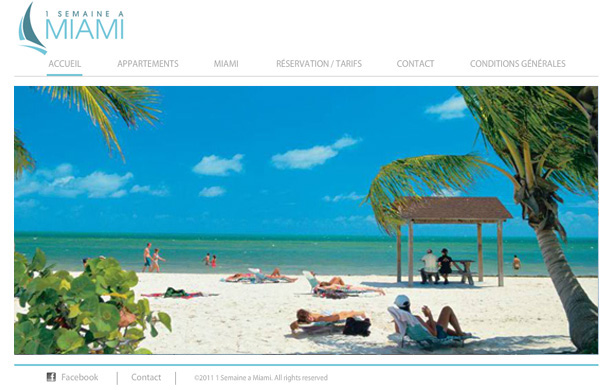 1 SEMAINE A
MIAMI
ACCUEIL APPARTEMENTS MIAMI RÉSERVATION / TARIFS CONTACT CONDITIONS GÉNÉRALES
Facebook Contact ©2011 1.Semaine a Miami. All rights reserved